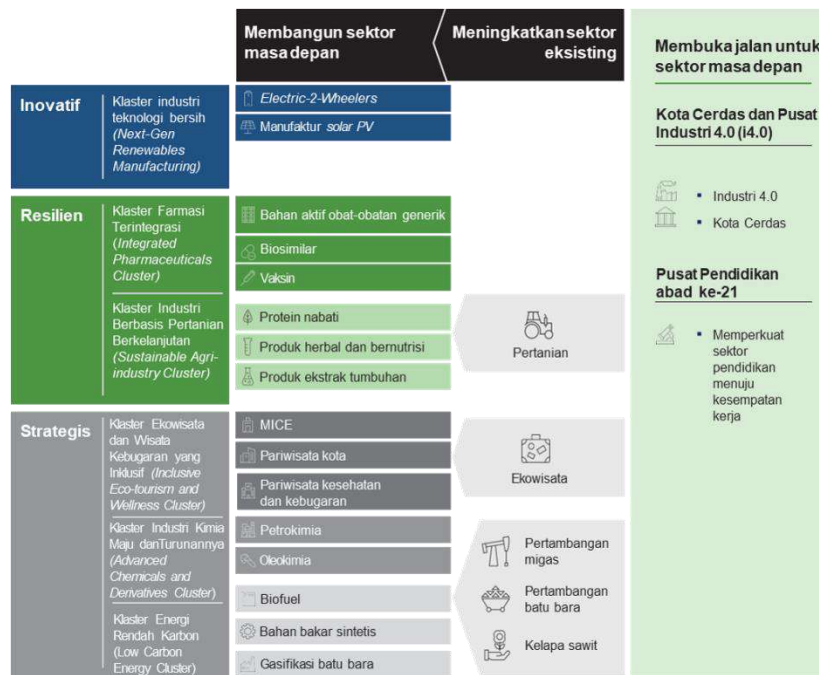 Membangun sektor
masa depan
Meningkatkan sektor
eksisting
Membuka jalan untuk
sektor masa depan
Inovatif
Klaster industri
teknologi bersih
(Next-Gen
Renewables
Manufacturing)
Electric-2-Wheelers
Manufaktur solar PV
Kota Cerdas dan Pusat
Industri 4.0 (i4.0)
▪ Industri 4.0
▪ Kota Cerdas
Resilien
Klaster Farmasi
Terintegrasi
(Integrated
Pharmaceuticals
Cluster)
Bahan aktif obat-obatan generik
Biosimilar
Vaksin
Pusat Pendidikan
abad ke-21
▪ Memperkuat
sektor
pendidikan
menuju
kesempatan
kerja
Klaster Industri
Berbasis Pertanian
Berkelanjutan
(Sustainable Agri-
industry Cluster)
Protein nabati
Produk herbal dan bernutrisi
Produk ekstrak tumbuhan
Pertanian
Strategis
Klaster Ekowisata
dan Wisata
Kebugaran yang
Inklusif (Inclusive
Eco-tourism and
Wellness Cluster)
MICE
Pariwisata kota
Pariwisata kesehatan
dan kebugaran
Ekowisata
Klaster Industri Kimia
Maju danTurunannya
(Advanced
Chemicals and
Derivatives Cluster)
Petrokimia
Oleokimia
Klaster Energi
Rendah Karbon
(Low Carbon
Energy Cluster)
Biofuel
Bahan bakar sintetis
Gasifikasi batu bara
Pertambangan
migas
Pertambangan
batu bara
Kelapa sawit